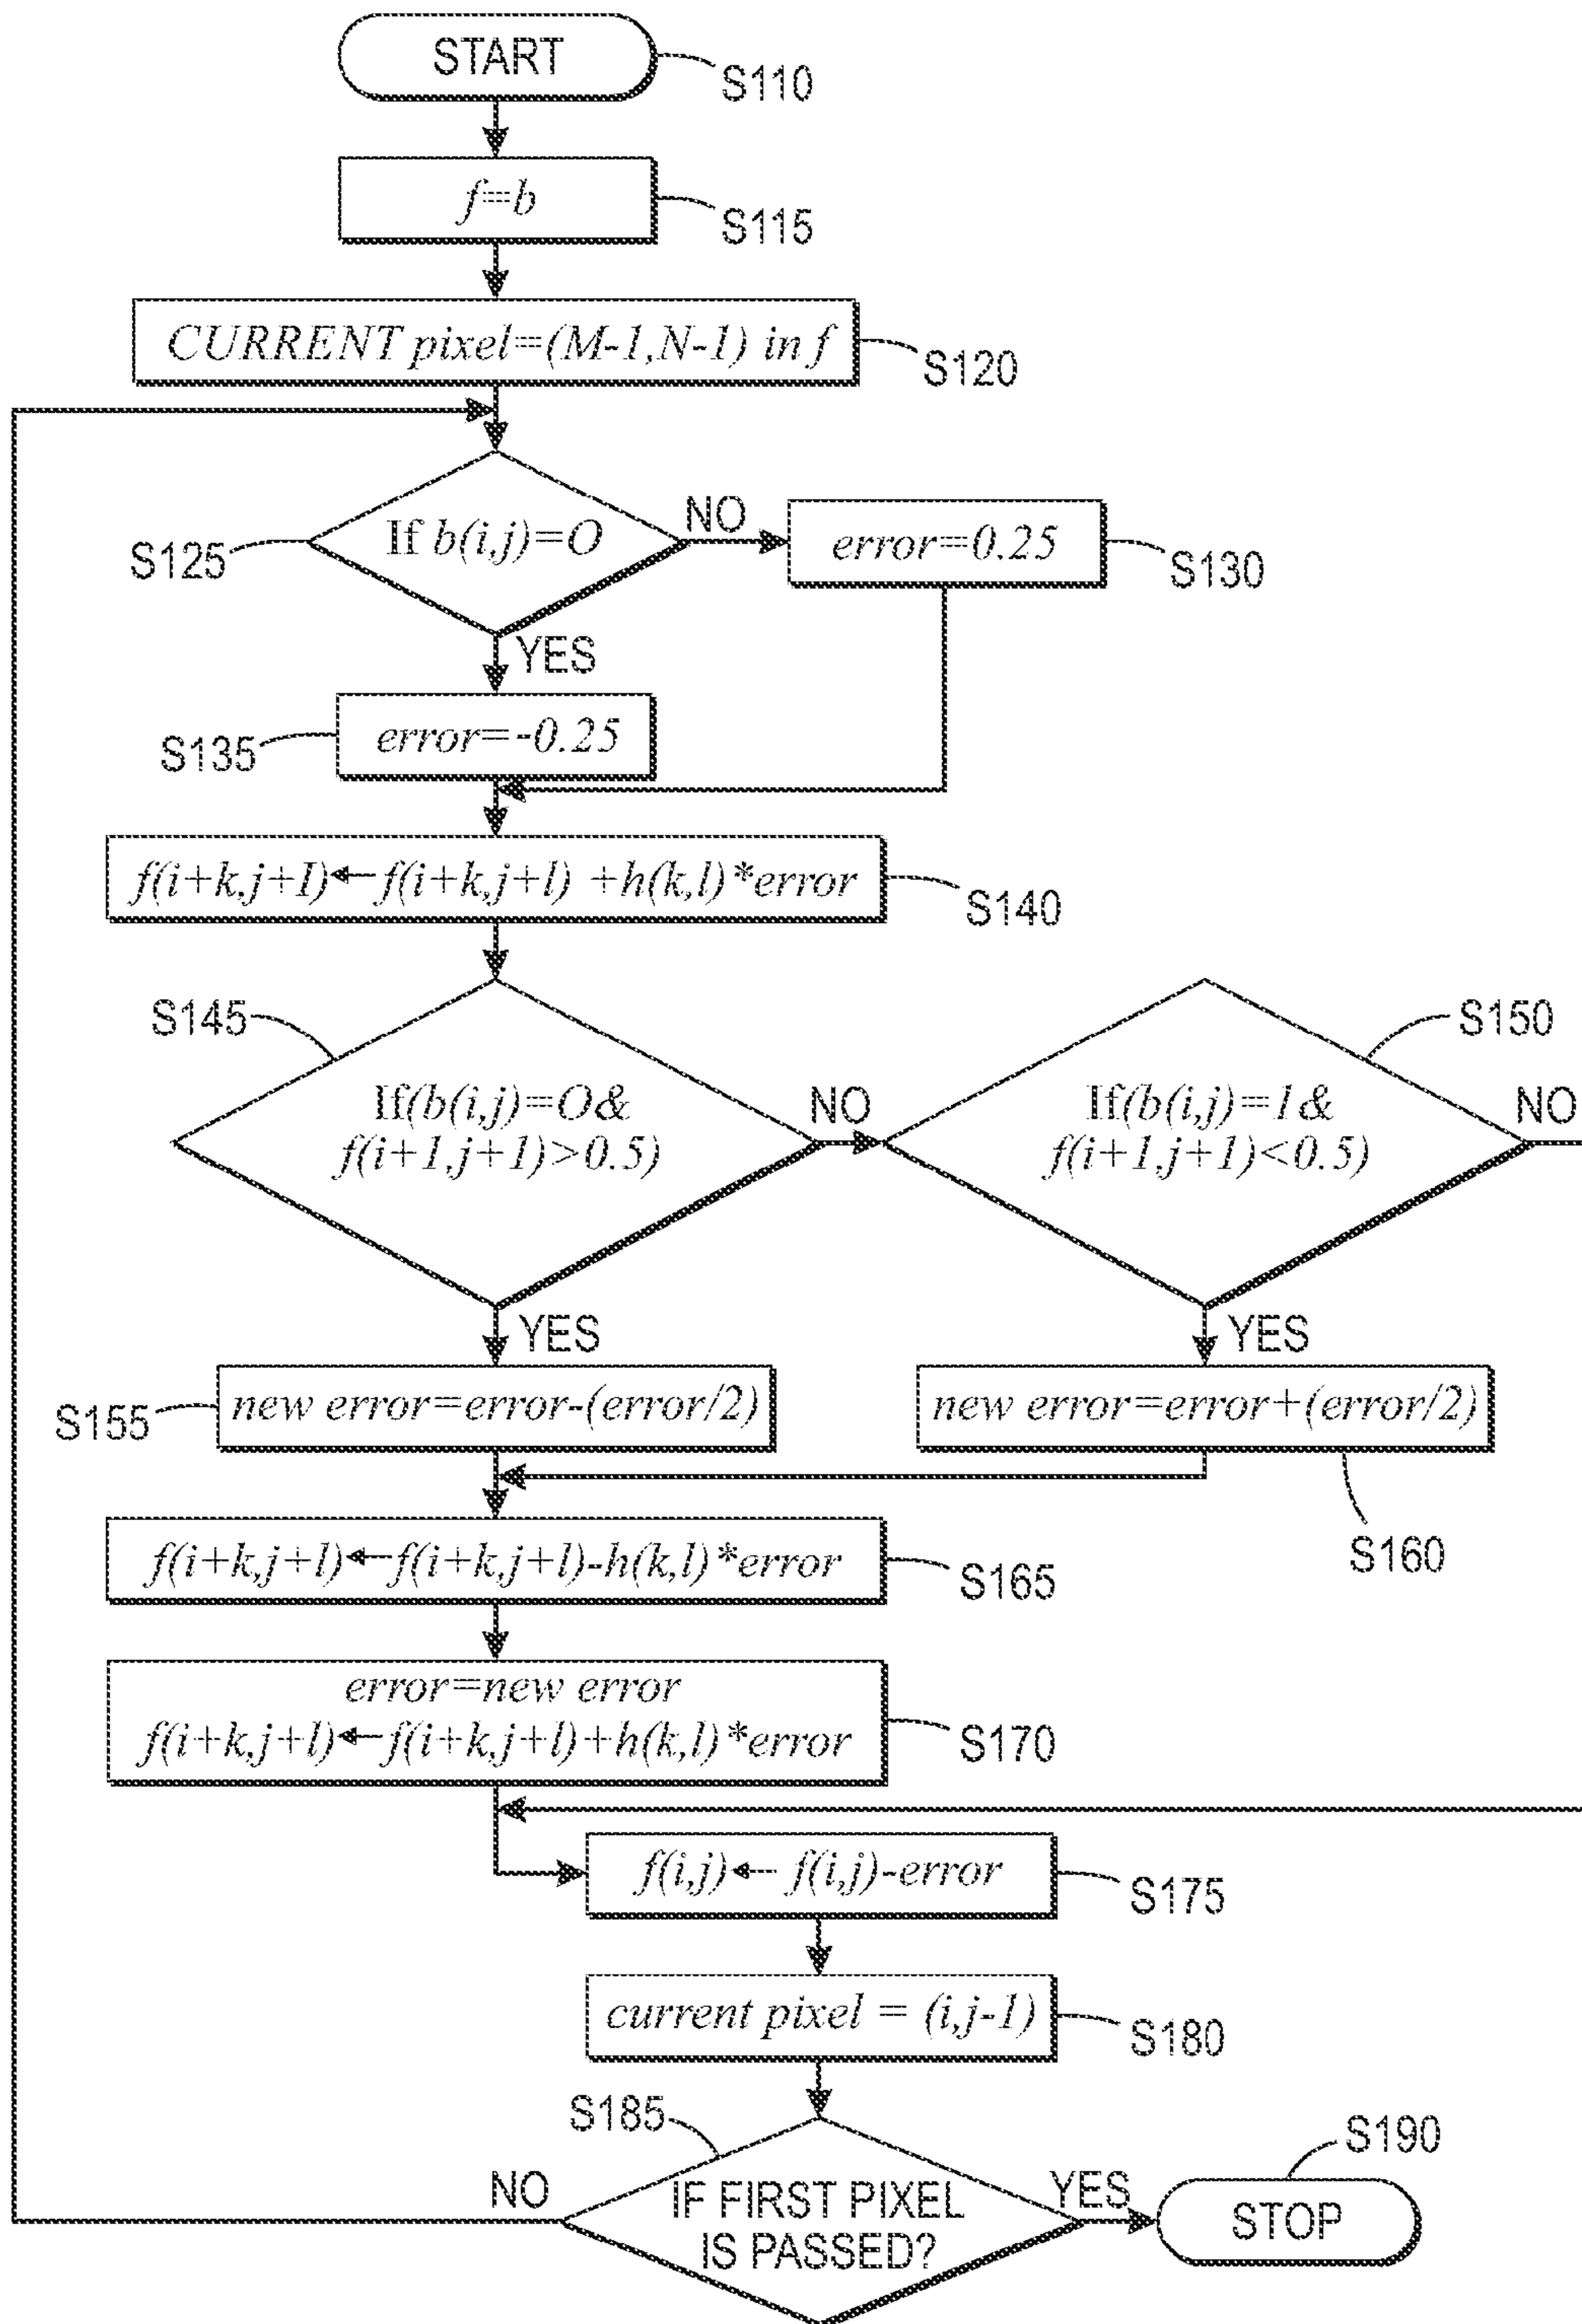 START
S110
f=b
S115
CURRENT pixel=(M-1,N-1) in f
S120
If b(i,j)=O
S125
NO
error=0.25
S130
YES
error=-0.25
S135
f(i+k,j+I)←f(i+k,j+l) +h(k,l)*error
S140
S145
If(b(i,j)=O&
f(i+1,j+1)>0.5)
NO
S150
If(b(i,j)=1&
f(i+1,j+1)<0.5)
NO
YES
YES
S155
new error=error-(error/2)
new error=error+(error/2)
S160
f(i+k,j+l)←f(i+k,j+l)-h(k,l)*error
S165
error=new error
f(i+k,j+l)←f(i+k,j+l)+h(k,l)*error
S170
f(i,j)← f(i,j)-error
S175
current pixel = (i,j-1)
S180
S185
NO
IF FIRST PIXEL
IS PASSED?
YES
S190
STOP